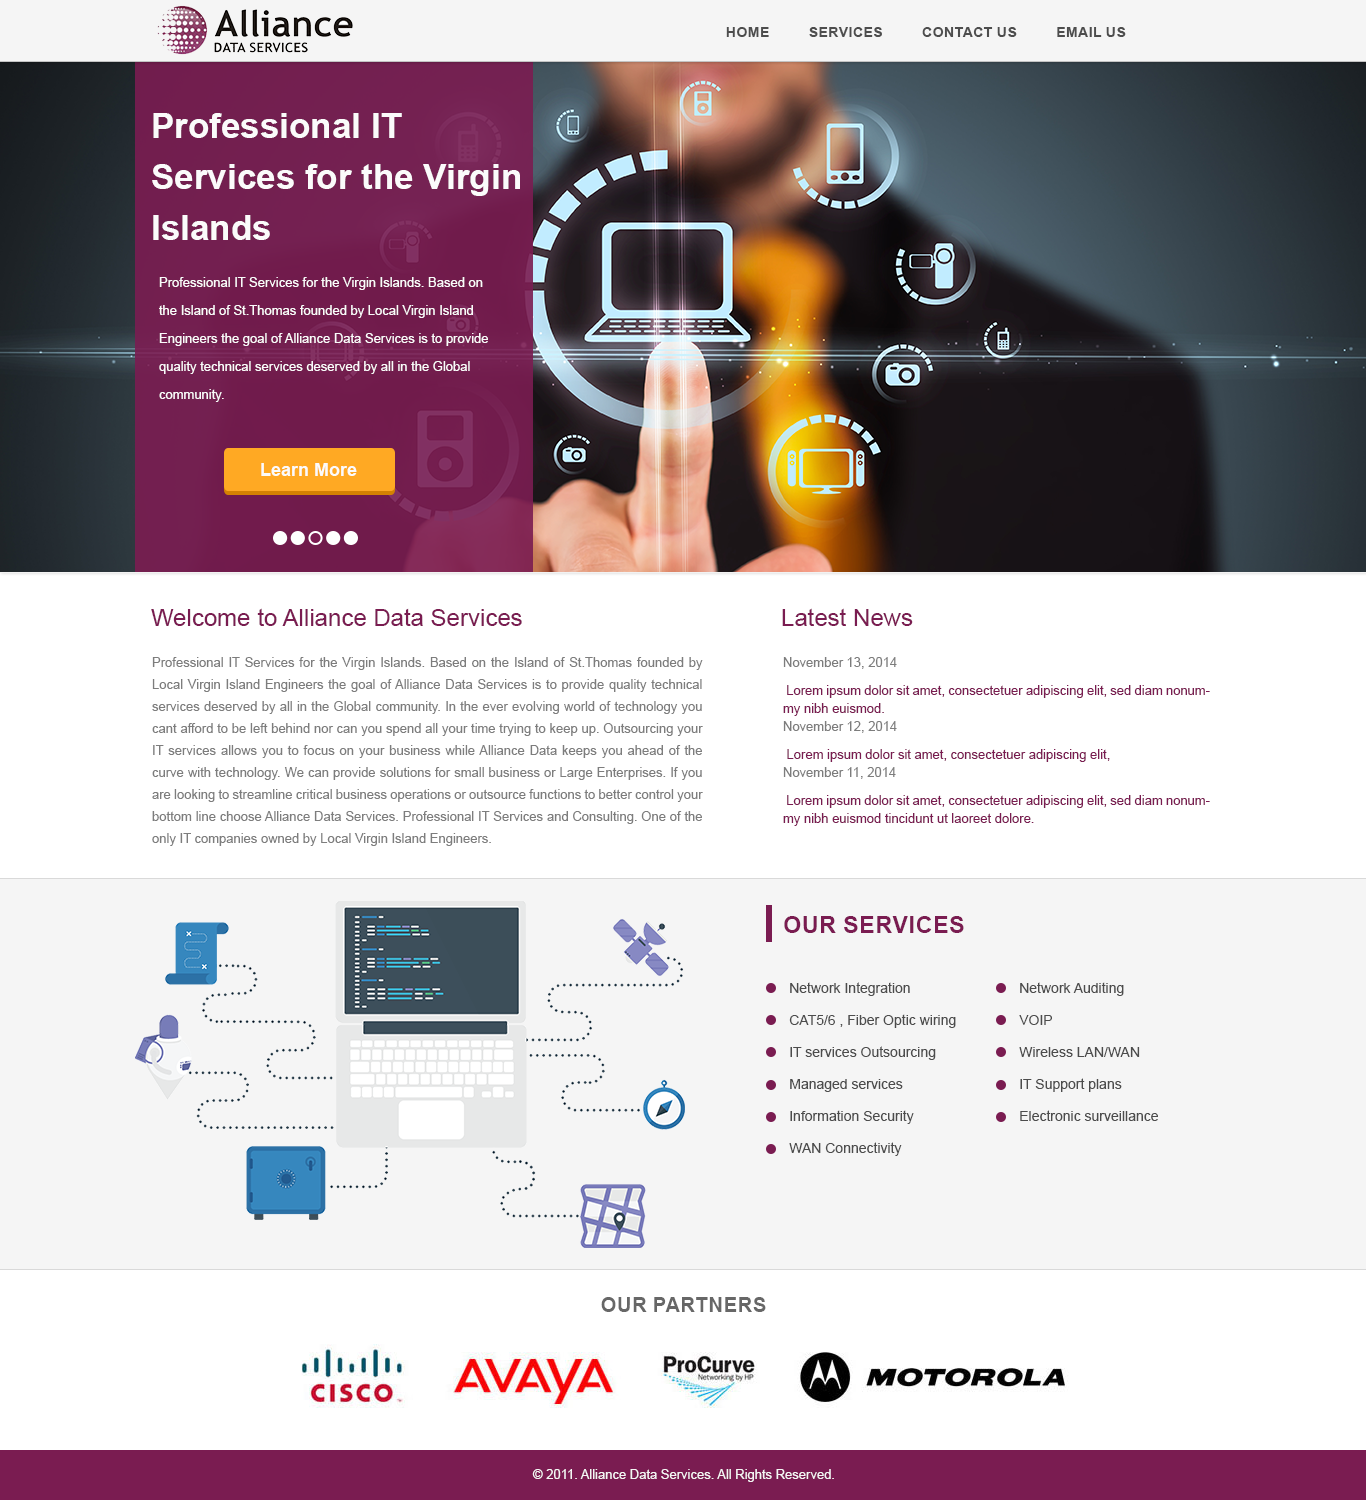 Alliance
DATA SERVICES
HOME SERVICES CONTACT US EMAIL US
Professional IT
Services for the Virgin
Islands
Professional IT Services for the Virgin Islands. Based on
the Island of St.Thomas founded by Local Virgin Island
Engineers the goal of Alliance Data Services is to provide
quality technical services deserved by all in the Global
community.
Learn More
Welcome to Alliance Data Services
Professional IT Services for the Virgin Islands. Based on the Island of St.Thomas founded by
Local Virgin Island Engineers the goal of Alliance Data Services is to provide quality technical
services deserved by all in the Global community. In the ever evolving world of technology you
cant afford to be left behind nor can you spend all your time trying to keep up. Outsourcing your
IT services allows you to focus on your business while Alliance Data keeps you ahead of the
curve with technology. We can provide solutions for small business or Large Enterprises. If you
are looking to streamline critical business operations or outsource functions to better control your
bottom line choose Alliance Data Services. Professional IT Services and Consulting. One of the
only IT companies owned by Local Virgin Island Engineers.
Latest News
November 13, 2014
Lorem ipsum dolor sit amet, consectetuer adipiscing elit, sed diam nonum-
my nibh euismod.
November 12, 2014
Lorem ipsum dolor sit amet, consectetuer adipiscing elit,
November 11, 2014
Lorem ipsum dolor sit amet, consectetuer adipiscing elit, sed diam nonum-
my nibh euismod tincidunt ut laoreet dolore.
OUR SERVICES
Network Integration
CAT5/6 , Fiber Optic wiring
IT services Outsourcing
Managed services
Information Security
WAN Connectivity
Network Auditing
VOIP
Wireless LAN/WAN
IT Support plans
Electronic surveillance
OUR PARTNERS
CISCO™
AVAYA
ProCurve
Networking by HP
MOTOROLA
© 2011. Alliance Data Services. All Rights Reserved.